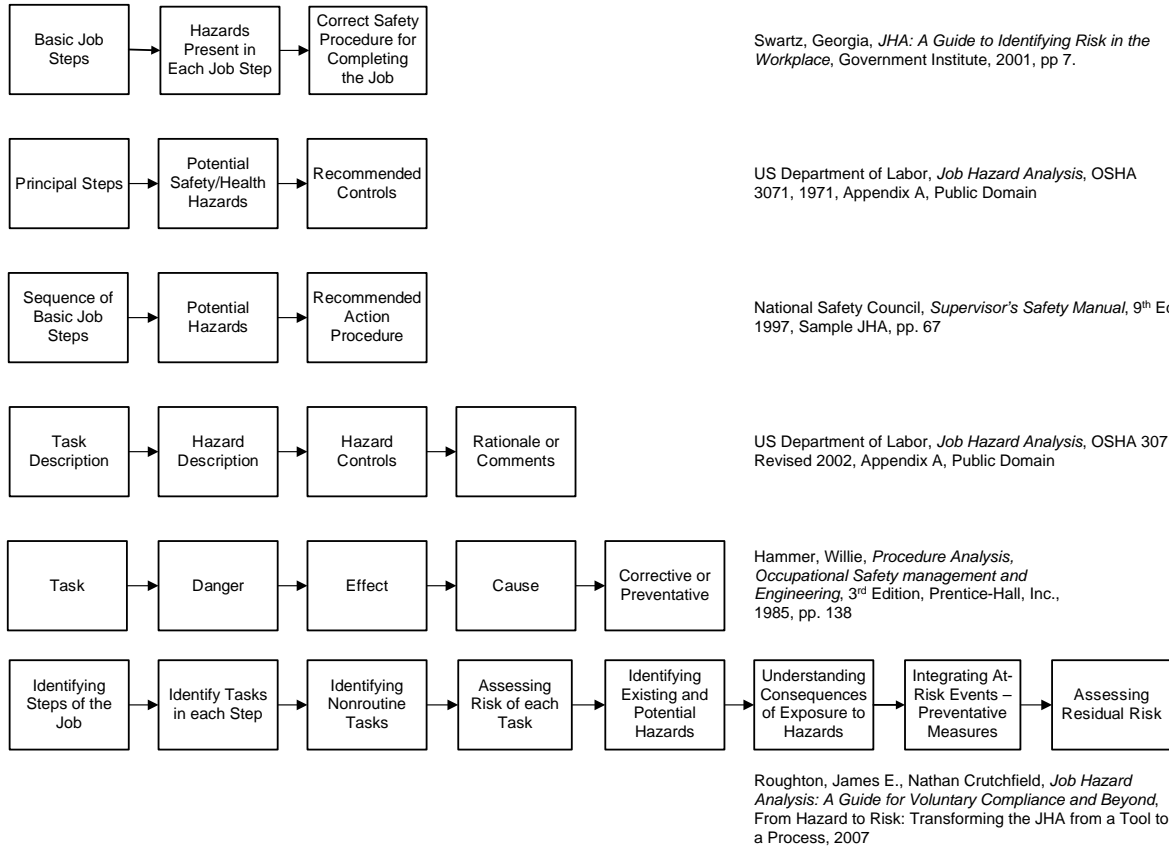 Basic Job
Steps
Hazards
Present in
Each Job Step
Correct Safety
Procedure for
Completing
the Job
Swartz, Georgia, JHA: A Guide to Identifying Risk in the
Workplace, Government Institute, 2001, pp 7.
Principal Steps
Potential
Safety/Health
Hazards
Recommended
Controls
US Department of Labor, Job Hazard Analysis, OSHA
3071, 1971, Appendix A, Public Domain
Sequence of
Basic Job
Steps
Potential
Hazards
Recommended
Action
Procedure
National Safety Council, Supervisor's Safety Manual, 9th Ed
1997, Sample JHA, pp. 67
Task
Description
Hazard
Description
Hazard
Controls
Rationale or
Comments
US Department of Labor, Job Hazard Analysis, OSHA 307
Revised 2002, Appendix A, Public Domain
Task
Danger
Effect
Cause
Corrective or
Preventative
Hammer, Willie, Procedure Analysis,
Occupational Safety management and
Engineering, 3rd Edition, Prentice-Hall, Inc.,
1985, pp. 138
Identifying
Steps of the
Job
Identify Tasks
in each Step
Identifying
Nonroutine
Tasks
Assessing
Risk of each
Task
Identifying
Existing and
Potential
Hazards
Understanding
Consequences
of Exposure to
Hazards
Integrating At-
Risk Events –
Preventative
Measures
Assessing
Residual Risk
Roughton, James E., Nathan Crutchfield, Job Hazard
Analysis: A Guide for Voluntary Compliance and Beyond,
From Hazard to Risk: Transforming the JHA from a Tool to
a Process, 2007